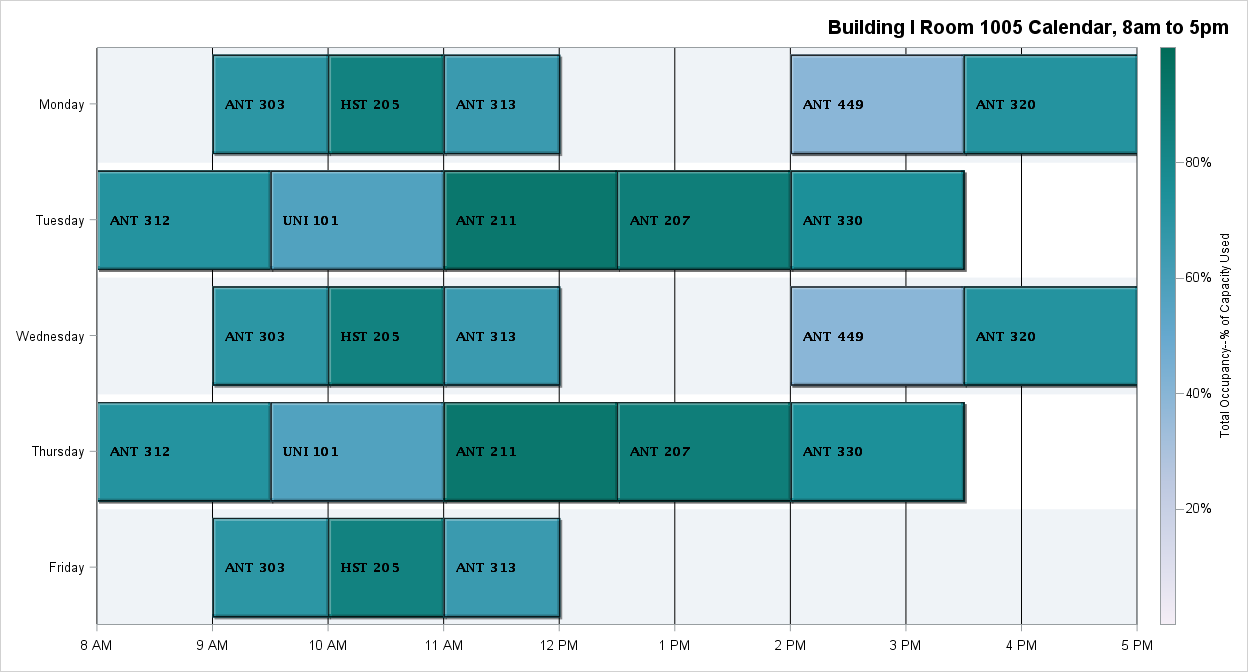 Building I Room 1005 Calendar, 8am to 5pm
Monday
ANT 303
HST 205
ANT 313
ANT 449
ANT 320
Tuesday
ANT 312
UNI 101
ANT 211
ANT 207
ANT 330
Wednesday
ANT 303
HST 205
ANT 313
ANT 449
ANT 320
Thursday
ANT 312
UNI 101
ANT 211
ANT 207
ANT 330
Friday
ANT 303
HST 205
ANT 313
8 AM
9 AM
10 AM
11 AM
12 PM
1 PM
2 PM
3 PM
4 PM
5 PM
80%
60%
40%
20%
Total Occupancy--% of Capacity Used